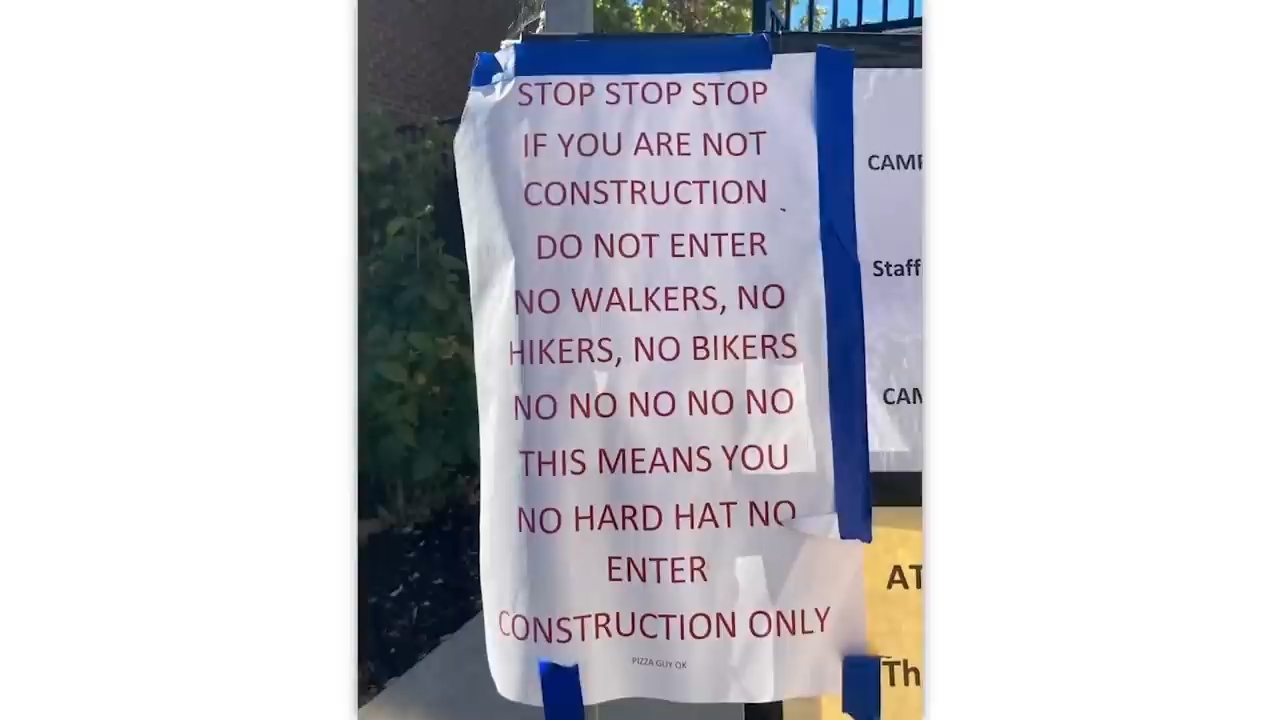 STOP STOP STOP
IF YOU ARE NOT
CONSTRUCTION
DO NOT ENTER
NO WALKERS, NO
HIKERS, NO BIKERS
NO NO NO NO NO
THIS MEANS YOU
NO HARD HAT NO
ENTER
CONSTRUCTION ONLY
PIZZA GUY OK
Staff
AT
Th